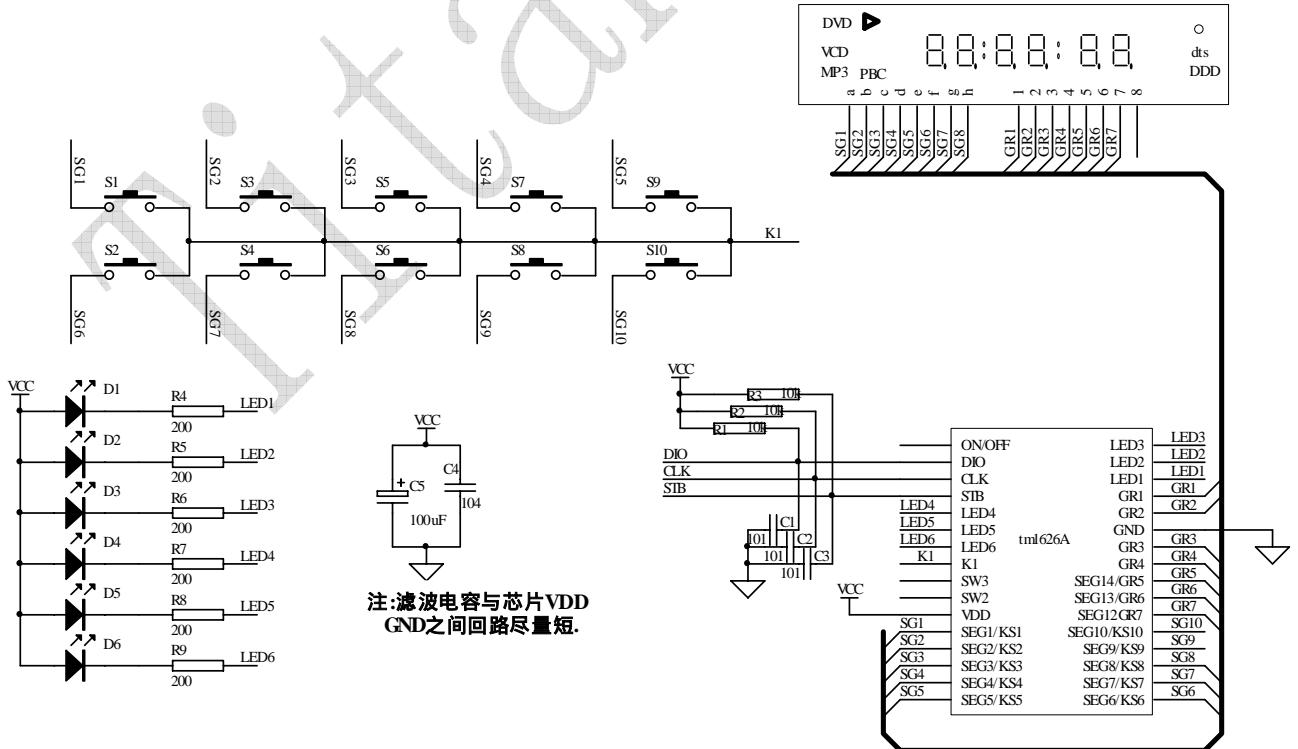 DVD
VCD
MP3 PBC
dts
DDD
a b c d e f g h
1 2 3 4 5 6 7 8
SG1 SG2 SG3 SG4 SG5 SG6 SG7 SG8
GR1 GR2 GR3 GR4 GR5 GR6 GR7
SG1 SG2 SG3 SG4 SG5
S1 S3 S5 S7 S9
K1
S2 S4 S6 S8 S10
SG6 SG7 SG8 SG9 SG10
VCC
D1 R4 LED1
200
D2 R5 LED2
200
D3 R6 LED3
200
D4 R7 LED4
200
D5 R8 LED5
200
D6 R9 LED6
200
VCC
C5 C4
100uF 104
注:滤波电容与芯片VDD
GND之间回路尽量短.
VCC
R3 10k
R2 10k
R1 10k
DIO
CLK
STB
C1
101 C2
101 C3
101
VCC
LED4
LED5
LED6
K1
SG1
SG2
SG3
SG4
SG5
tm1626A
ON/OFF LED3
DIO LED2
CLK LED1
STB GR1
LED4 GR2
LED5 GND
LED6 GR3
K1 GR4
SW3 SEG14/GR5
SW2 SEG13/GR6
VDD SEG12GR7
SEG1/KS1 SEG10/KS10
SEG2/KS2 SEG9/KS9
SEG3/KS3 SEG8/KS8
SEG4/KS4 SEG7/KS7
SEG5/KS5 SEG6/KS6
LED3
LED2
LED1
GR1
GR2
GR3
GR4
GR5
GR6
GR7
SG10
SG9
SG8
SG7
SG6
Tita